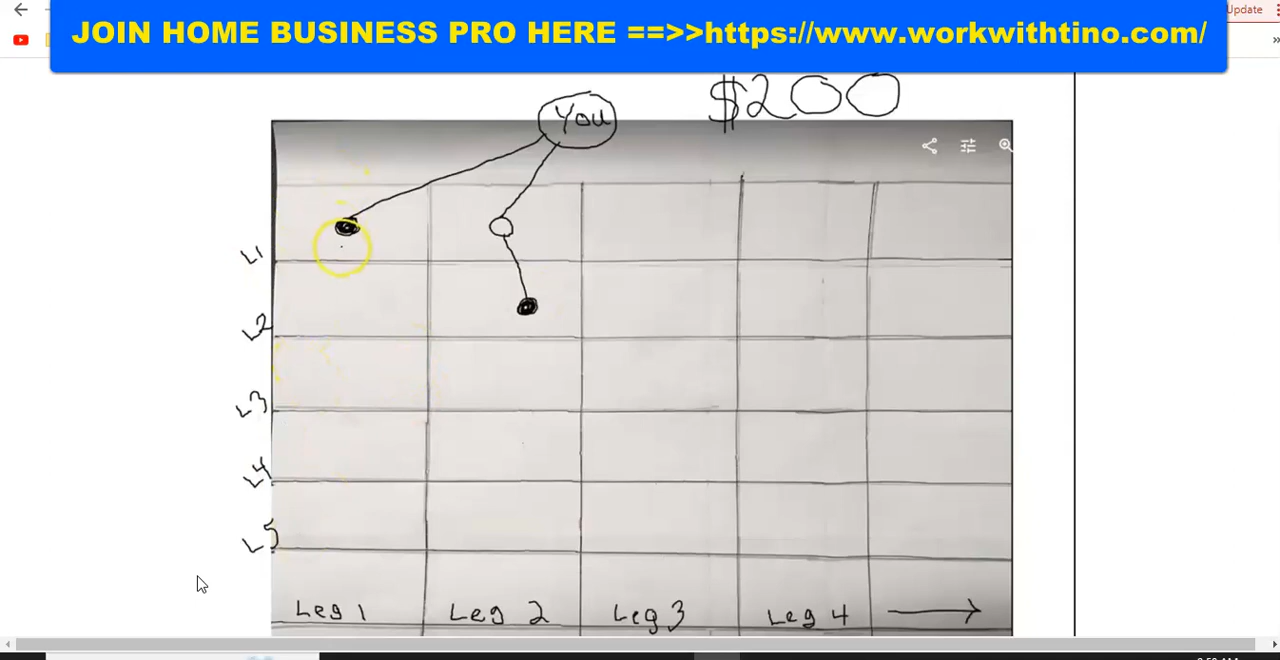 Update
JOIN HOME BUSINESS PRO HERE ==>>https://www.workwithtino.com/
$200
You
L1
L2
L3
L4
L5
Leg 1 Leg 2 Leg 3 Leg 4